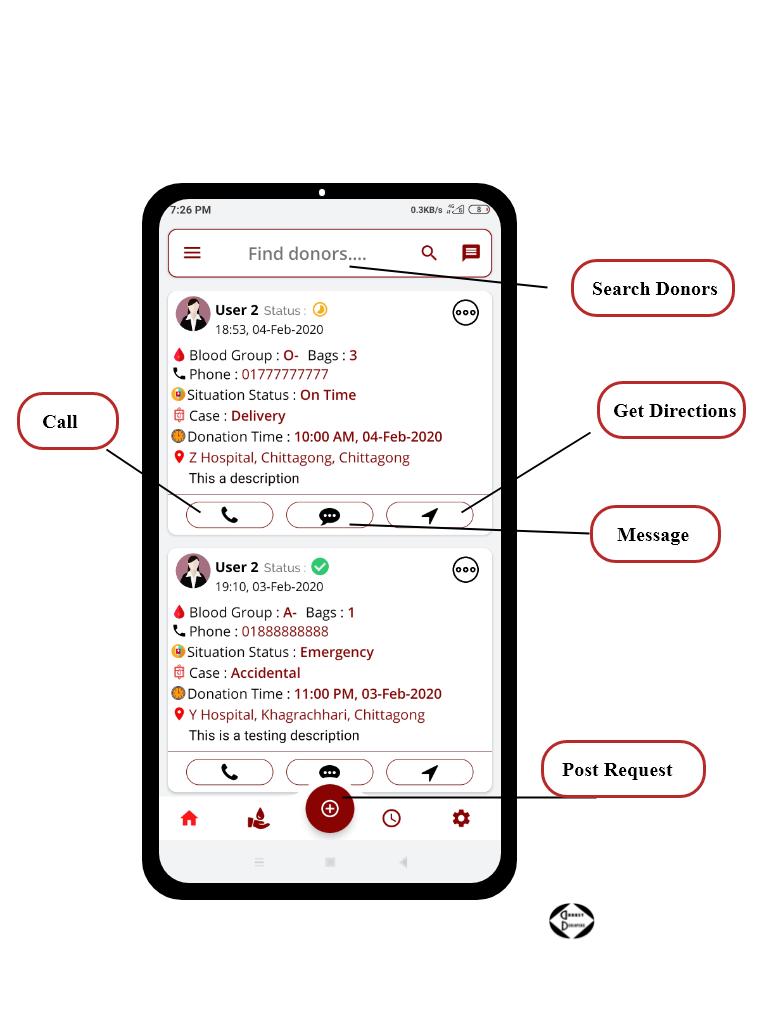 7:26 PM
0.3KB/s 4G 8
Find donors....
Search Donors
User 2 Status :
18:53, 04-Feb-2020
Blood Group : O- Bags : 3
Phone : 01777777777
Situation Status : On Time
Case : Delivery
Donation Time : 10:00 AM, 04-Feb-2020
Z Hospital, Chittagong, Chittagong
This a description
Call
Get Directions
Message
User 2 Status :
19:10, 03-Feb-2020
Blood Group : A- Bags : 1
Phone : 01888888888
Situation Status : Emergency
Case : Accidental
Donation Time : 11:00 PM, 03-Feb-2020
Y Hospital, Khagrachhari, Chittagong
This is a testing description
Post Request